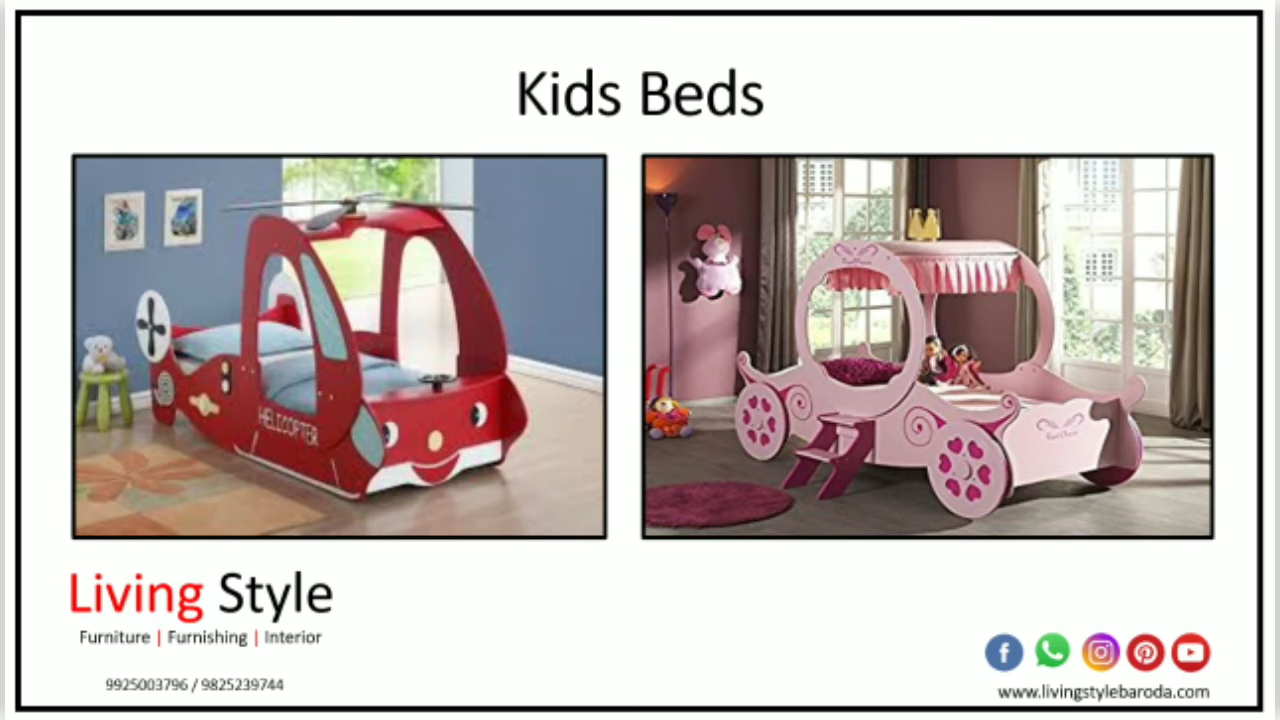 Kids Beds
HELICOPTER
Living Style
Furniture | Furnishing | Interior
9925003796 / 9825239744
www.livingstylebaroda.com